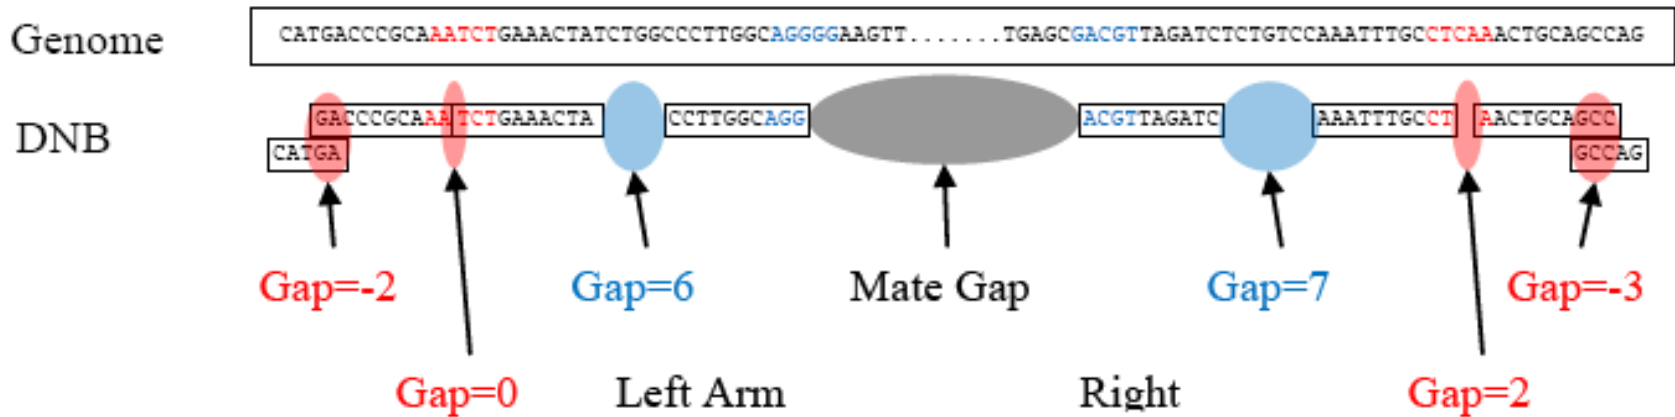 Genome CATGACCCGCAAATCTGAAACTATCTGGCCCTTGGCAGGGGAAGTT.......TGAGCGACGTTAGATCTCTGTCCAAATTTGCCTCAAACTGCAGCCAG
DNB GACCCGCAAA TCTGAAACTA CCTTGGCAGG ACGTTAGATC AAATTTGCCT AACTGCAGCC
CATGA GCCAG
Gap=-2 Gap=6 Mate Gap Gap=7 Gap=-3
Gap=0 Left Arm Right Gap=2